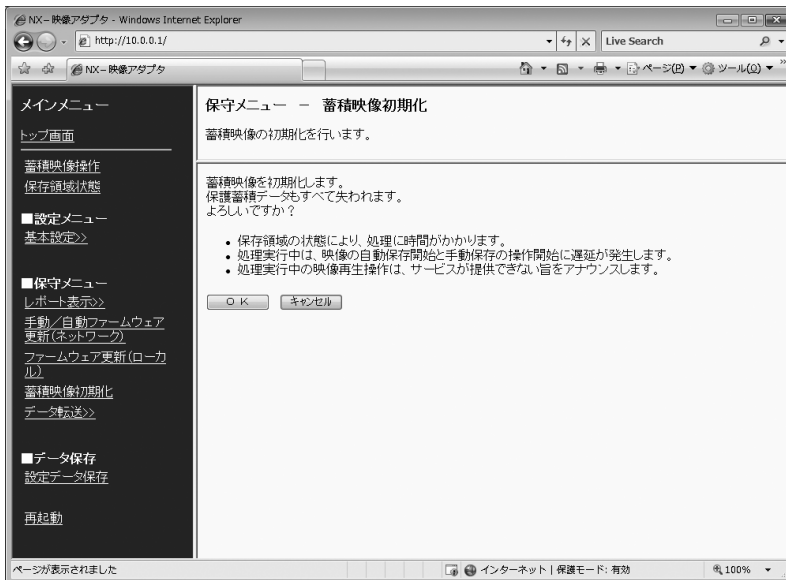 NX-映像アダプタ - Windows Internet Explorer
http://10.0.0.1/
Live Search
NX-映像アダプタ
ページ(P)
ツール(O)
メインメニュー
トップ画面
蓄積映像操作
保存領域状態
■設定メニュー
基本設定>>
■保守メニュー
レポート表示>>
手動/自動ファームウェア
更新(ネットワーク)
ファームウェア更新(ローカ
ル)
蓄積映像初期化
データ転送>>
■データ保存
設定データ保存
再起動
保守メニュー - 蓄積映像初期化
蓄積映像の初期化を行います。
蓄積映像を初期化します。
保護蓄積データもすべて失われます。
よろしいですか?
• 保存領域の状態により、処理に時間がかかります。
• 処理実行中は、映像の自動保存開始と手動保存の操作開始に遅延が発生します。
• 処理実行中の映像再生操作は、サービスが提供できない旨をアナウンスします。
OK
キャンセル
ページが表示されました
インターネット | 保護モード: 有効
100%